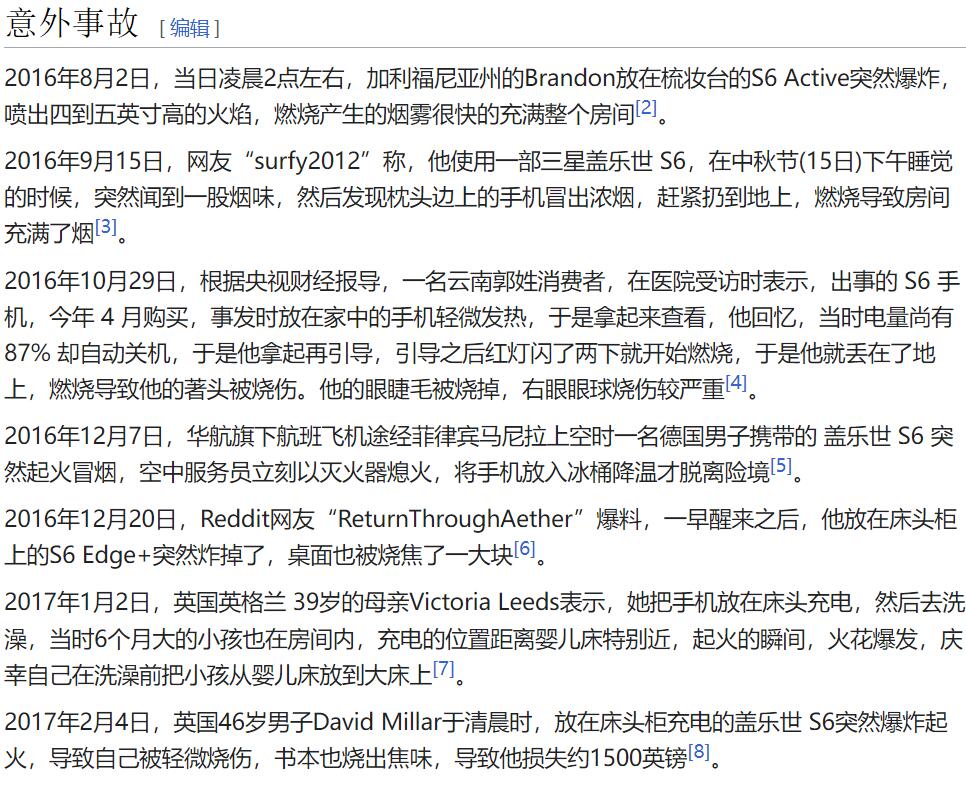 意外事故 [编辑]
2016年8月2日，当日凌晨2点左右，加利福尼亚州的Brandon放在梳妆台的S6 Active突然爆炸，
喷出四到五英寸高的火焰，燃烧产生的烟雾很快的充满整个房间[2]。
2016年9月15日，网友“surfy2012”称，他使用一部三星盖乐世 S6，在中秋节(15日)下午睡觉
的时候，突然闻到一股烟味，然后发现枕头边上的手机冒出浓烟，赶紧扔到地上，燃烧导致房间
充满了烟[3]。
2016年10月29日，根据央视财经报导，一名云南郭姓消费者，在医院受访时表示，出事的 S6 手
机，今年 4 月购买，事发时放在家中的手机轻微发热，于是拿起来查看，他回忆，当时电量尚有
87% 却自动关机，于是他拿起再引导，引导之后红灯闪了两下就开始燃烧，于是他就丢在了地
上，燃烧导致他的著头被烧伤。他的眼睫毛被烧掉，右眼眼球烧伤较严重[4]。
2016年12月7日，华航旗下航班飞机途经菲律宾马尼拉上空时一名德国男子携带的 盖乐世 S6 突
然起火冒烟，空中服务员立刻以灭火器熄火，将手机放入冰桶降温才脱离险境[5]。
2016年12月20日，Reddit网友“ReturnThroughAether”爆料，一早醒来之后，他放在床头柜
上的S6 Edge+突然炸掉了，桌面也被烧焦了一大块[6]。
2017年1月2日，英国英格兰 39岁的母亲Victoria Leeds表示，她把手机放在床头充电，然后去洗
澡，当时6个月大的小孩也在房间内，充电的位置距离婴儿床特别近，起火的瞬间，火花爆发，庆
幸自己在洗澡前把小孩从婴儿床放到大床上[7]。
2017年2月4日，英国46岁男子David Millar于清晨时，放在床头柜充电的盖乐世 S6突然爆炸起
火，导致自己被轻微烧伤，书本也烧出焦味，导致他损失约1500英镑[8]。